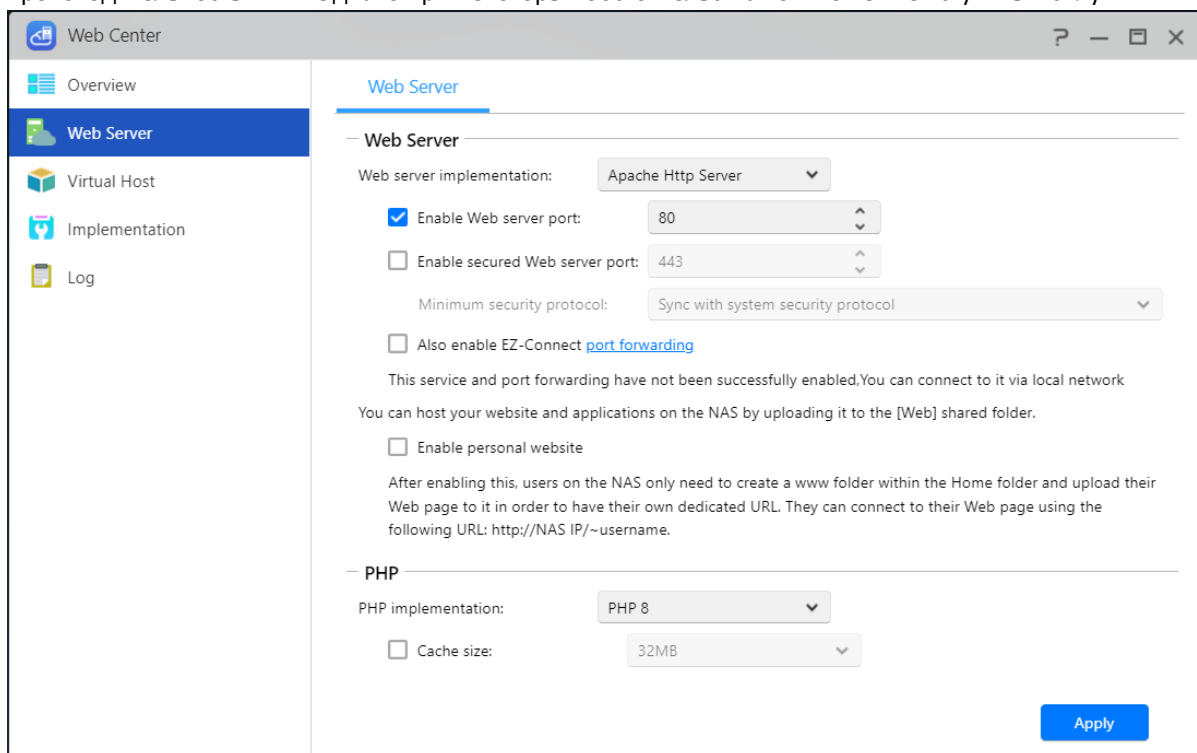 Web Center
Overview
Web Server
Virtual Host
Implementation
Log
Web Server
Web Server
Web server implementation: Apache Http Server
Enable Web server port: 80
Enable secured Web server port: 443
Minimum security protocol: Sync with system security protocol
Also enable EZ-Connect port forwarding
This service and port forwarding have not been successfully enabled,You can connect to it via local network
You can host your website and applications on the NAS by uploading it to the [Web] shared folder.
Enable personal website
After enabling this, users on the NAS only need to create a www folder within the Home folder and upload their
Web page to it in order to have their own dedicated URL. They can connect to their Web page using the
following URL: http://NAS IP/~username.
PHP
PHP implementation: PHP 8
Cache size: 32MB
Apply